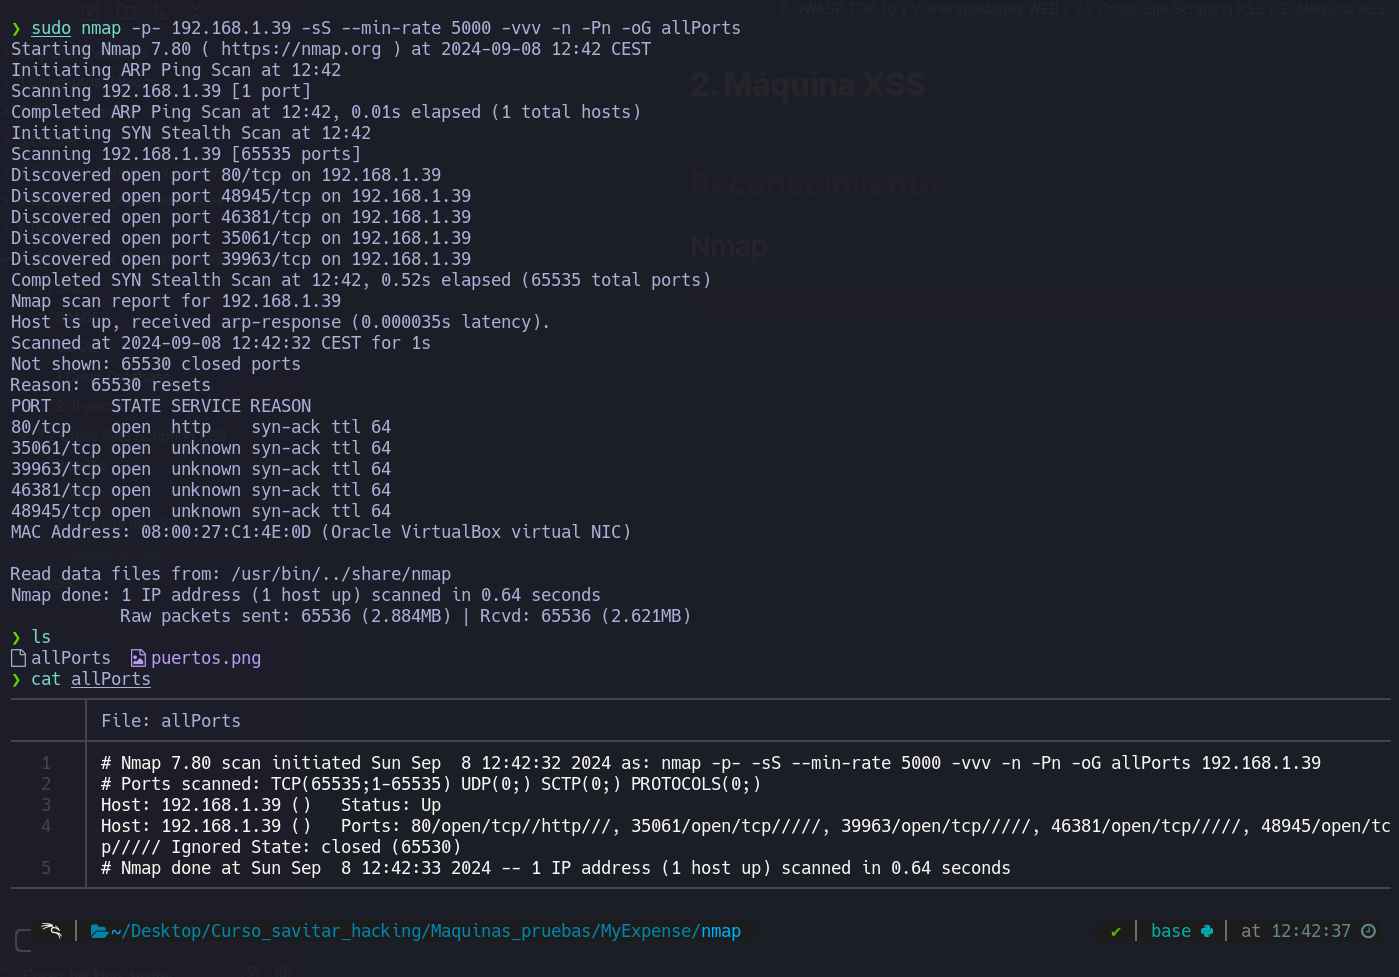 7. OWASP TOP 10 y Vulnerabilidades WEB / 7.2 Cross-Site Scripting XSS / 2. Máquina XSS
❯ sudo nmap -p- 192.168.1.39 -sS --min-rate 5000 -vvv -n -Pn -oG allPorts
Starting Nmap 7.80 ( https://nmap.org ) at 2024-09-08 12:42 CEST
Initiating ARP Ping Scan at 12:42
2. Máquina XSS
Scanning 192.168.1.39 [1 port]
Completed ARP Ping Scan at 12:42, 0.01s elapsed (1 total hosts)
Initiating SYN Stealth Scan at 12:42
Scanning 192.168.1.39 [65535 ports]
Discovered open port 80/tcp on 192.168.1.39
Reconocimiento
Discovered open port 48945/tcp on 192.168.1.39
Discovered open port 46381/tcp on 192.168.1.39
Discovered open port 35061/tcp on 192.168.1.39
Nmap
Discovered open port 39963/tcp on 192.168.1.39
Completed SYN Stealth Scan at 12:42, 0.52s elapsed (65535 total ports)
Nmap scan report for 192.168.1.39
Host is up, received arp-response (0.000035s latency).
Scanned at 2024-09-08 12:42:32 CEST for 1s
Not shown: 65530 closed ports
Reason: 65530 resets
PORT      STATE SERVICE REASON
80/tcp    open  http    syn-ack ttl 64
35061/tcp open  unknown syn-ack ttl 64
39963/tcp open  unknown syn-ack ttl 64
46381/tcp open  unknown syn-ack ttl 64
48945/tcp open  unknown syn-ack ttl 64
MAC Address: 08:00:27:C1:4E:0D (Oracle VirtualBox virtual NIC)
Read data files from: /usr/bin/../share/nmap
Nmap done: 1 IP address (1 host up) scanned in 0.64 seconds
Raw packets sent: 65536 (2.884MB) | Rcvd: 65536 (2.621MB)
❯ ls
allPorts  puertos.png
❯ cat allPorts
File: allPorts
1 # Nmap 7.80 scan initiated Sun Sep  8 12:42:32 2024 as: nmap -p- -sS --min-rate 5000 -vvv -n -Pn -oG allPorts 192.168.1.39
2 # Ports scanned: TCP(65535;1-65535) UDP(0;) SCTP(0;) PROTOCOLS(0;)
3 Host: 192.168.1.39 ()   Status: Up
4 Host: 192.168.1.39 ()   Ports: 80/open/tcp//http///, 35061/open/tcp/////, 39963/open/tcp/////, 46381/open/tcp/////, 48945/open/tc
p///// Ignored State: closed (65530)
5 # Nmap done at Sun Sep  8 12:42:33 2024 -- 1 IP address (1 host up) scanned in 0.64 seconds
~/Desktop/Curso_savitar_hacking/Maquinas_pruebas/MyExpense/nmap  ✔ | base | at 12:42:37